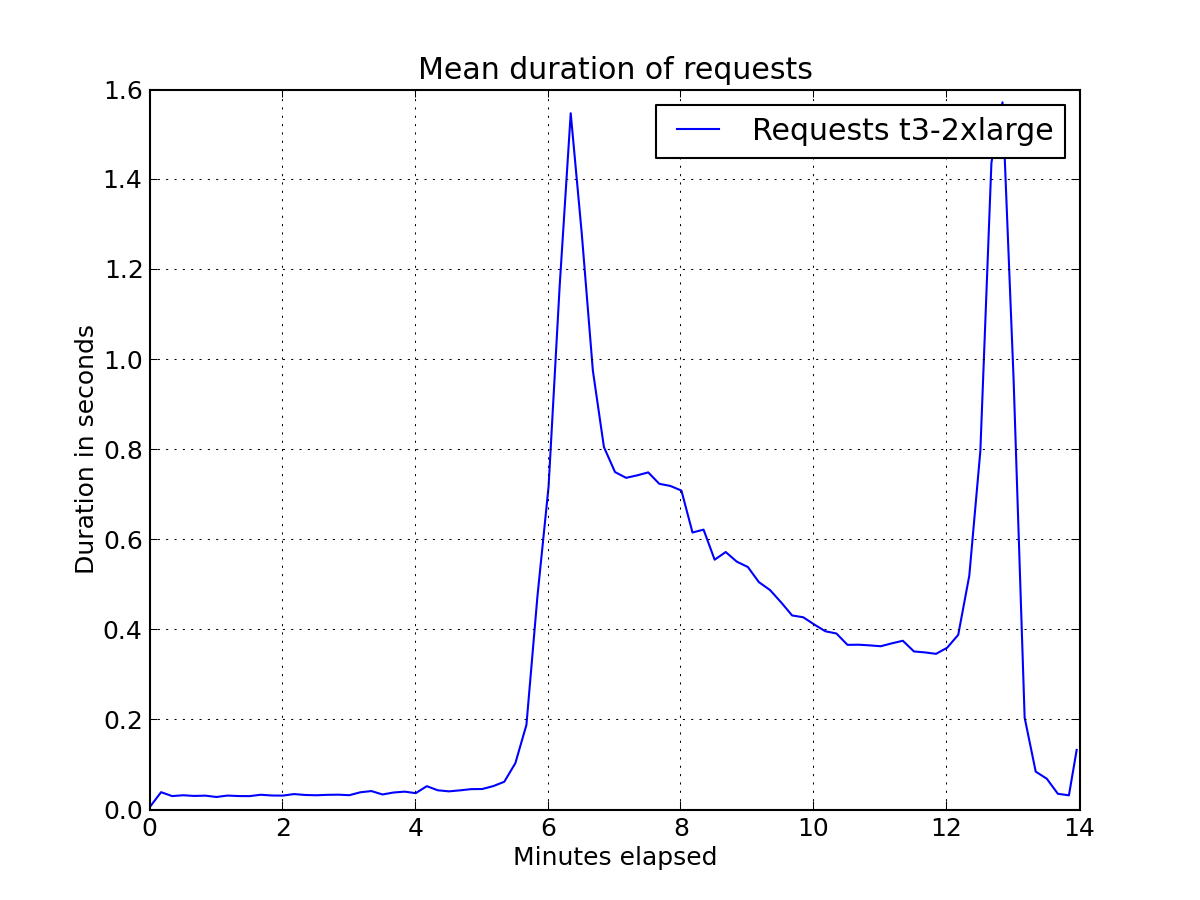 Mean duration of requests
Requests t3-2xlarge
1.6
1.4
1.2
1.0
0.8
0.6
0.4
0.2
0.0
Duration in seconds
0 2 4 6 8 10 12 14
Minutes elapsed